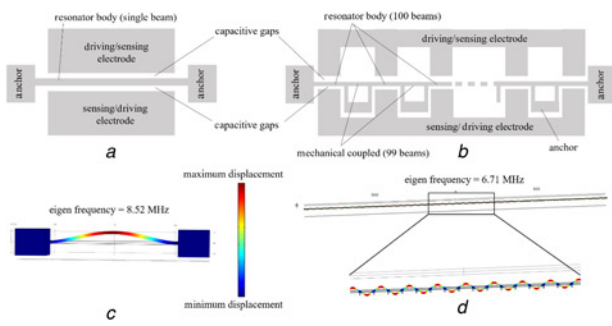 resonator body (single beam)
driving/sensing
electrode
anchor
anchor
sensing/driving
electrode
capacitive gaps
capacitive gaps
a
resonator body (100 beams)
driving/sensing electrode
anchor
anchor
sensing/ driving electrode
mechanical coupled (99 beams)
anchor
b
maximum displacement
eigen frequency = 8.52 MHz
minimum displacement
c
eigen frequency = 6.71 MHz
d